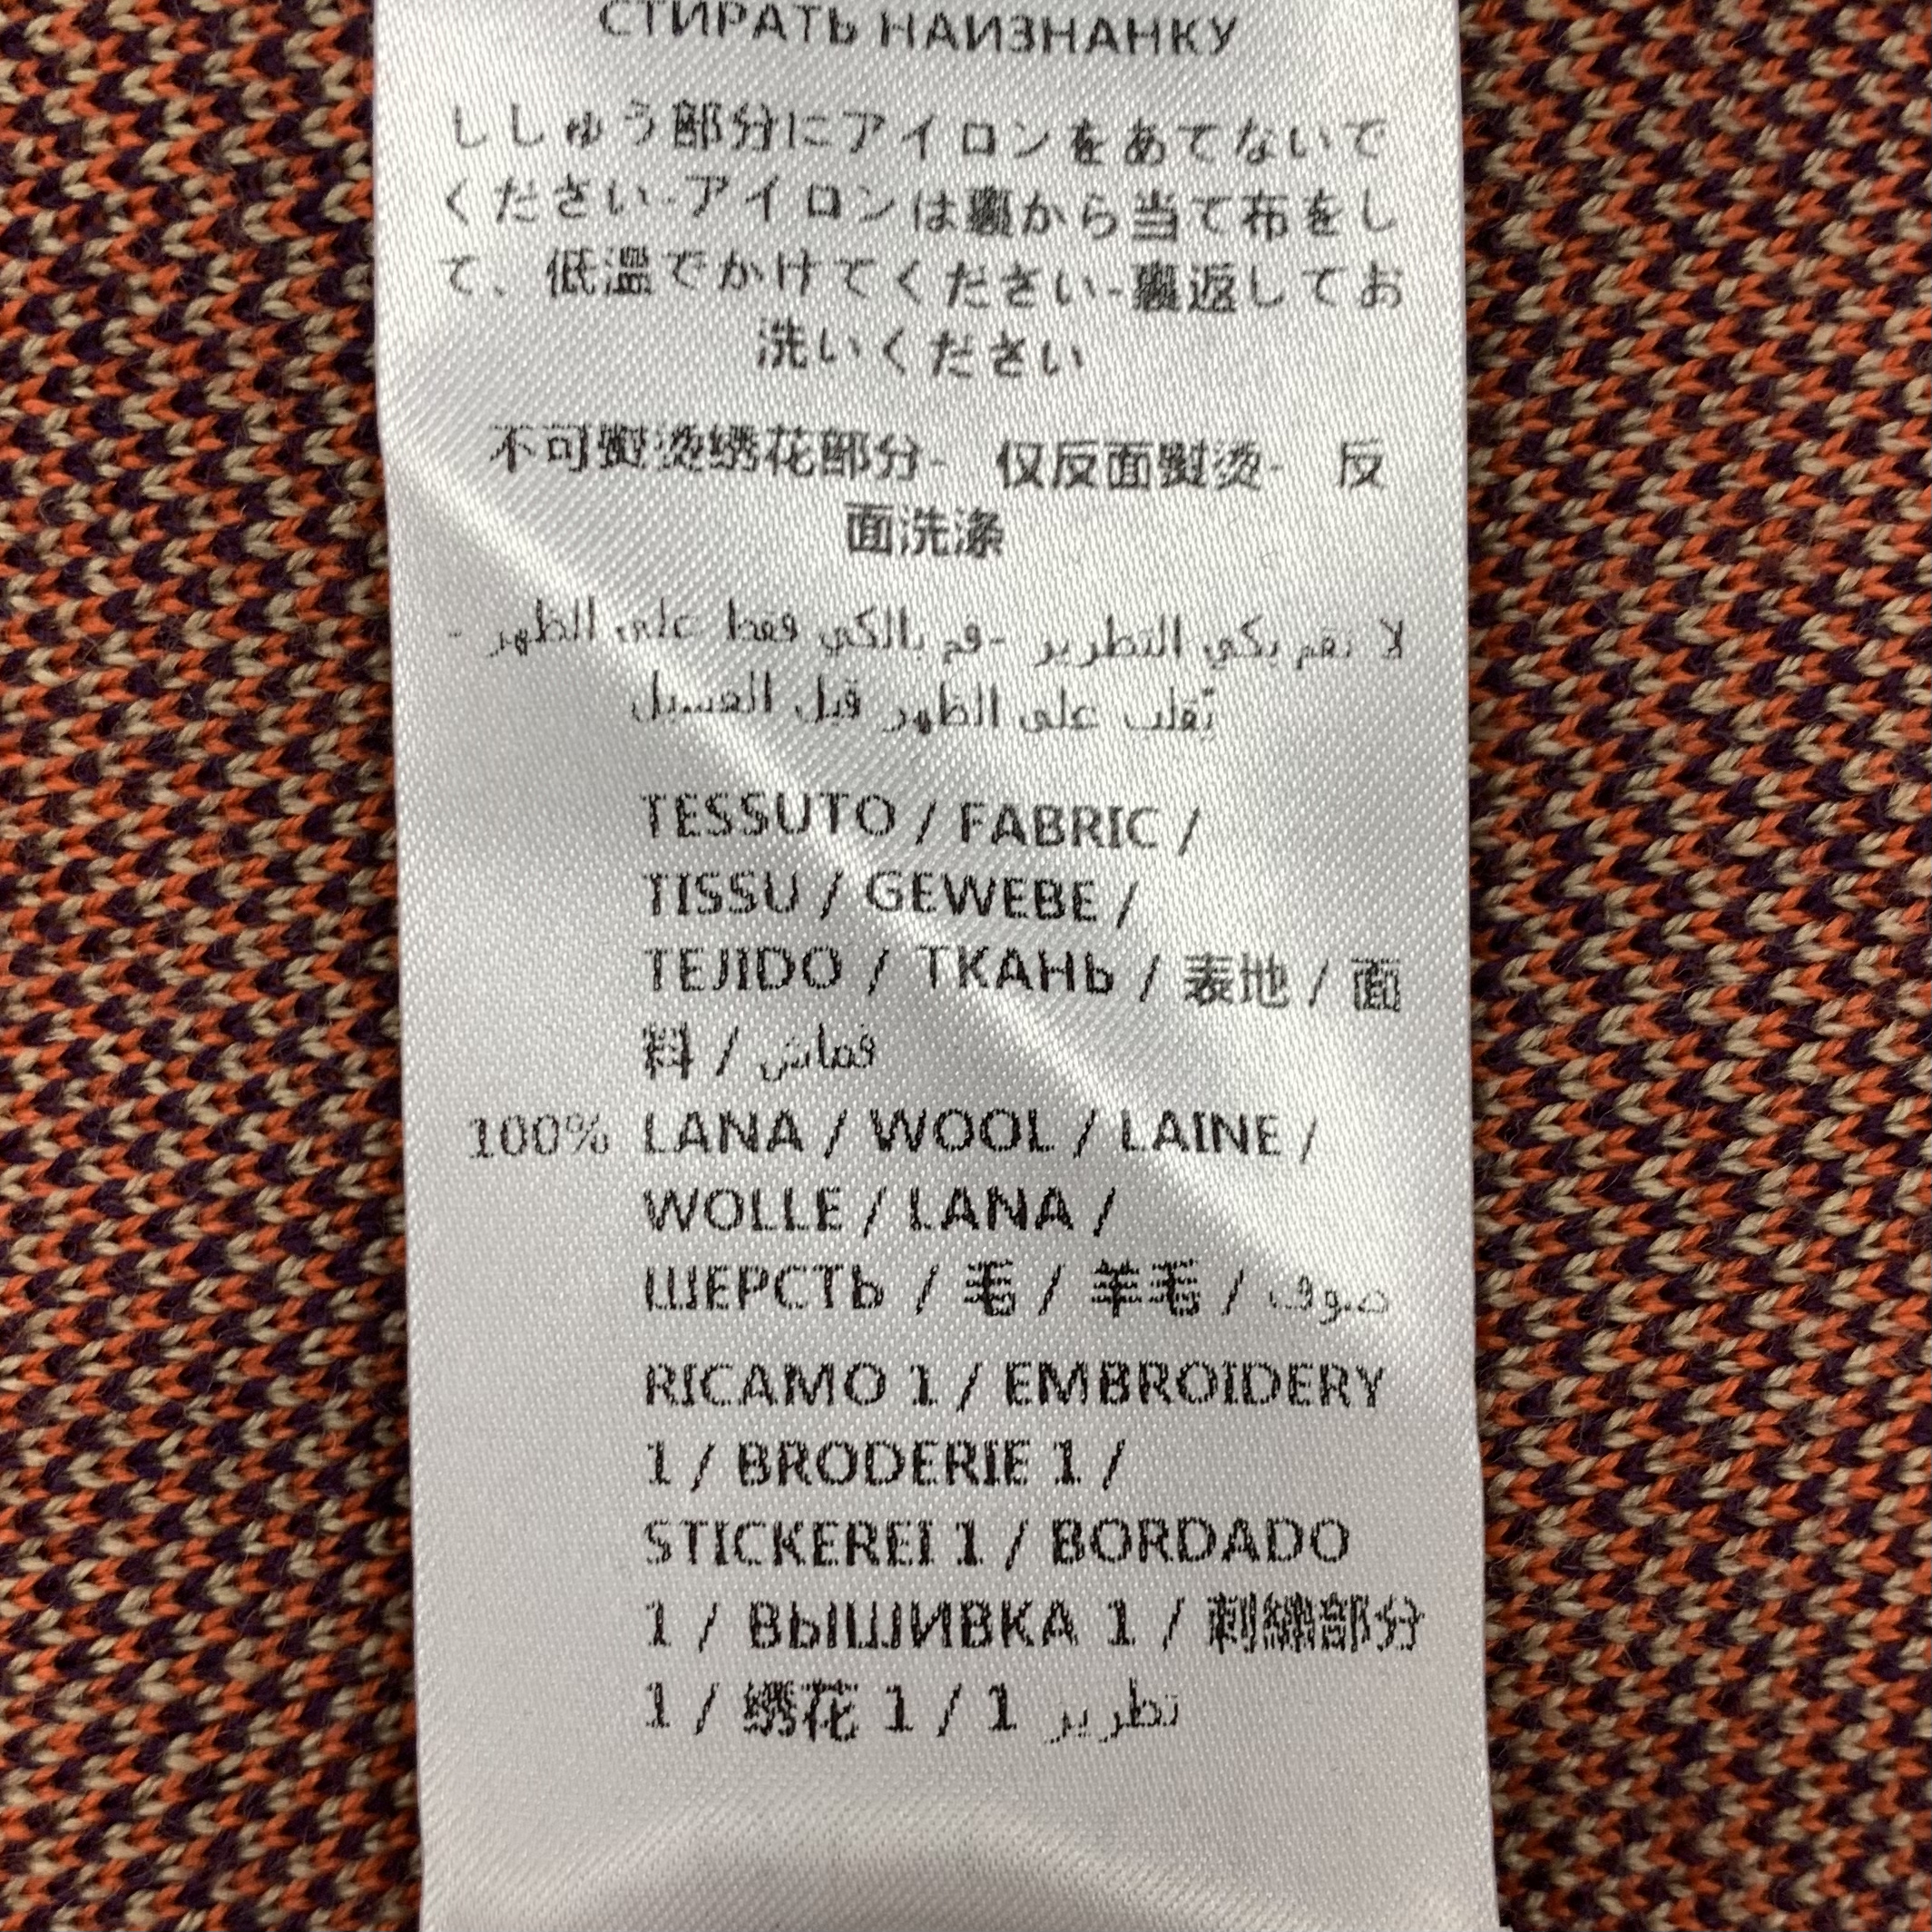 СТИРАТЬ НАИЗНАНКУ
ししゅう部分にアイロンをあてないで
ください-アイロンは裏から当て布をし
て、低温でかけてください-裏返してお
洗いください
不可熨烫绣花部分- 仅反面熨烫- 反
面洗涤
لا تقم بكي التطريز -قم بالكي فقط على الظهر -
تُقلب على الظهر قبل الغسيل
TESSUTO / FABRIC /
TISSU / GEWEBE /
TEJIDO / ТКАНЬ / 表地 / 面
料 / قماش
100% LANA / WOOL / LAINE /
WOLLE / LANA /
ШЕРСТЬ / 毛 / 羊毛 / صوف
RICAMO 1 / EMBROIDERY
1 / BRODERIE 1 /
STICKEREI 1 / BORDADO
1 / ВЫШИВКА 1 / 刺繍部分
1 / 绣花 1 / 1 تطريز